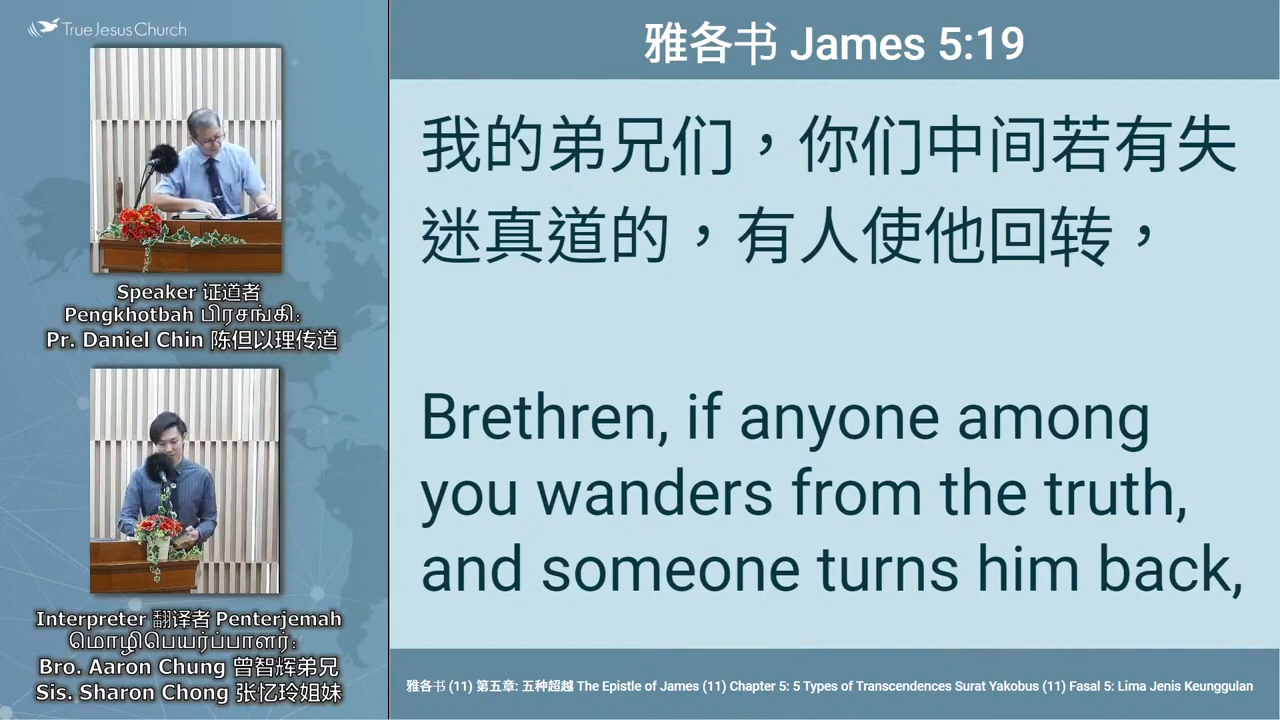 True Jesus Church
Speaker 证道者
Pengkhotbah பிரசங்கி:
Pr. Daniel Chin 陈但以理传道
Interpreter 翻译者 Penterjemah
மொழிபெயர்ப்பாளர்:
Bro. Aaron Chung 曾智辉弟兄
Sis. Sharon Chong 张忆玲姐妹
雅各书 James 5:19
我的弟兄们，你们中间若有失
迷真道的，有人使他回转，
Brethren, if anyone among
you wanders from the truth,
and someone turns him back,
雅各书 (11) 第五章: 五种超越 The Epistle of James (11) Chapter 5: 5 Types of Transcendences Surat Yakobus (11) Fasal 5: Lima Jenis Keunggulan